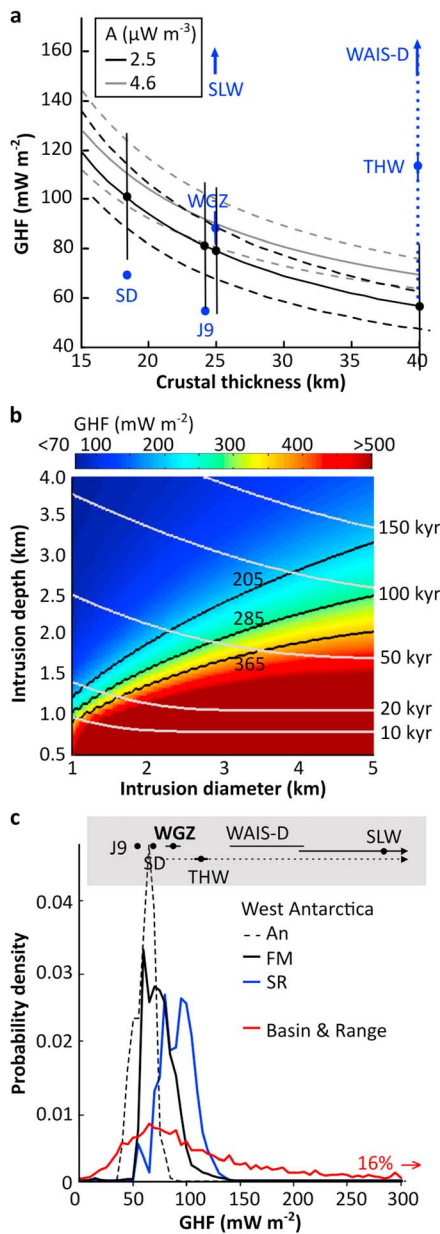 a
A (µW m⁻³)
2.5
4.6
SLW
WAIS-D
THW
WGZ
SD
J9
GHF (mW m⁻²)
160
140
120
100
80
60
40
15 20 25 30 35 40
Crustal thickness (km)
b
GHF (mW m⁻²)
<70 100 200 300 400 >500
Intrusion depth (km)
4.0
3.5
3.0
2.5
2.0
1.5
1.0
0.5
205
285
365
150 kyr
100 kyr
50 kyr
20 kyr
10 kyr
1 2 3 4 5
Intrusion diameter (km)
c
J9 SD WGZ WAIS-D SLW
THW
West Antarctica
An
FM
SR
Basin & Range
16%
Probability density
0.04
0.03
0.02
0.01
0
0 50 100 150 200 250 300
GHF (mW m⁻²)